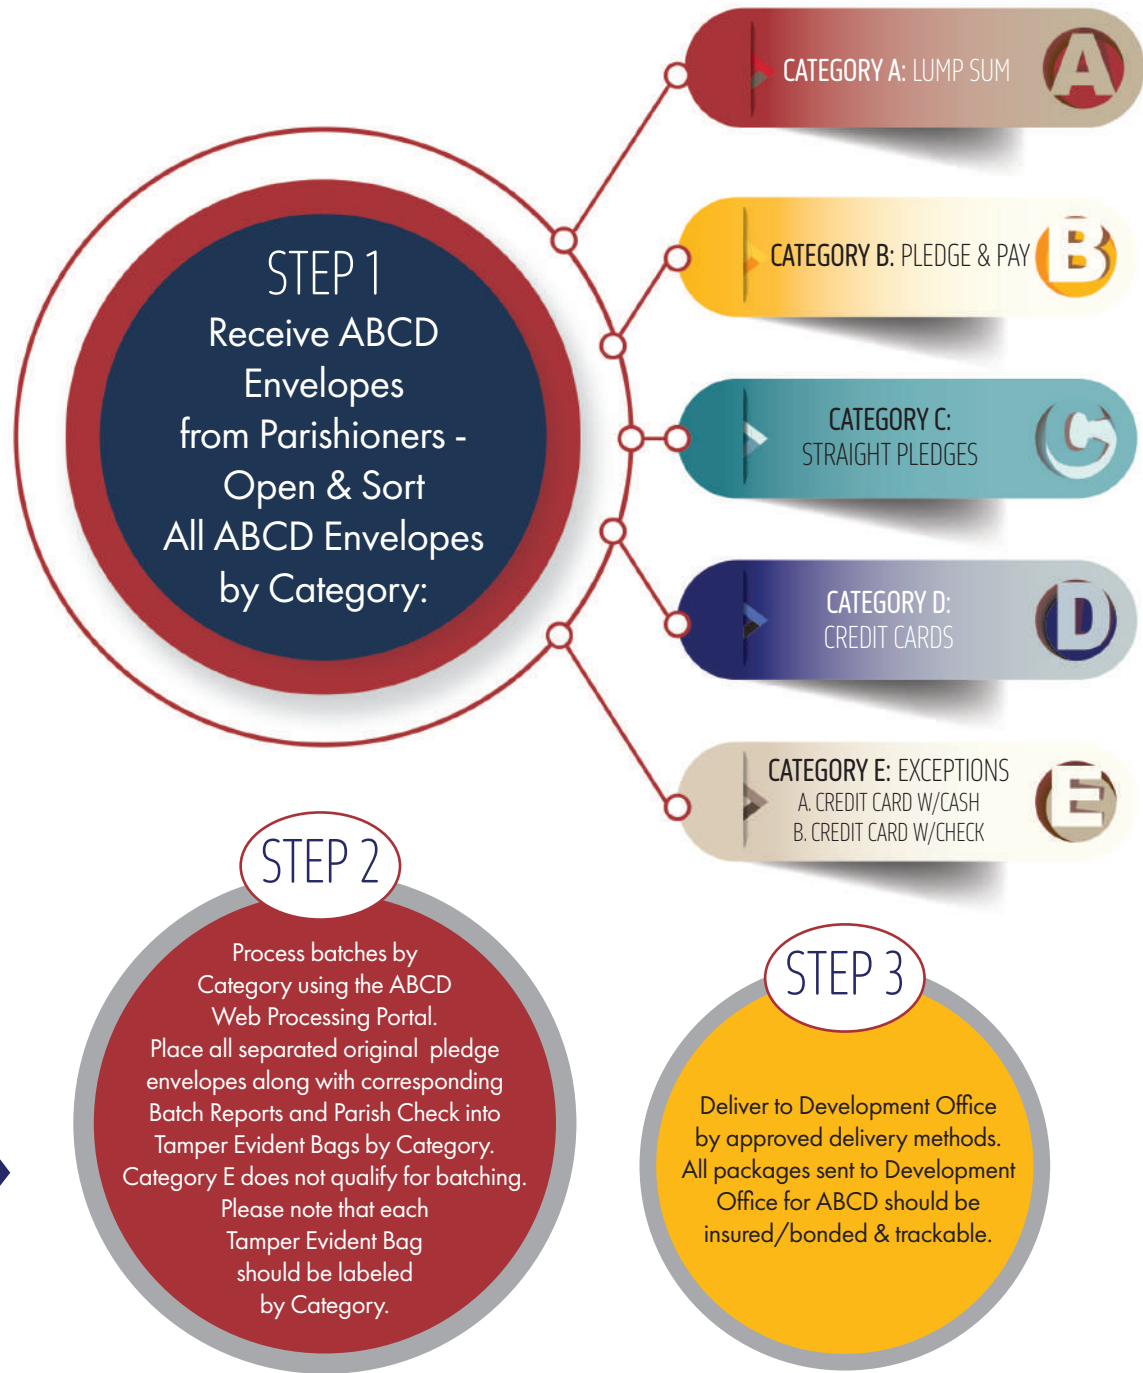 STEP 1
Receive ABCD
Envelopes
from Parishioners -
Open & Sort
All ABCD Envelopes
by Category:
CATEGORY A: LUMP SUM
A
CATEGORY B: PLEDGE & PAY
B
CATEGORY C:
STRAIGHT PLEDGES
C
CATEGORY D:
CREDIT CARDS
D
CATEGORY E: EXCEPTIONS
A. CREDIT CARD W/CASH
B. CREDIT CARD W/CHECK
E
STEP 2
Process batches by
Category using the ABCD
Web Processing Portal.
Place all separated original pledge
envelopes along with corresponding
Batch Reports and Parish Check into
Tamper Evident Bags by Category.
Category E does not qualify for batching.
Please note that each
Tamper Evident Bag
should be labeled
by Category.
STEP 3
Deliver to Development Office
by approved delivery methods.
All packages sent to Development
Office for ABCD should be
insured/bonded & trackable.